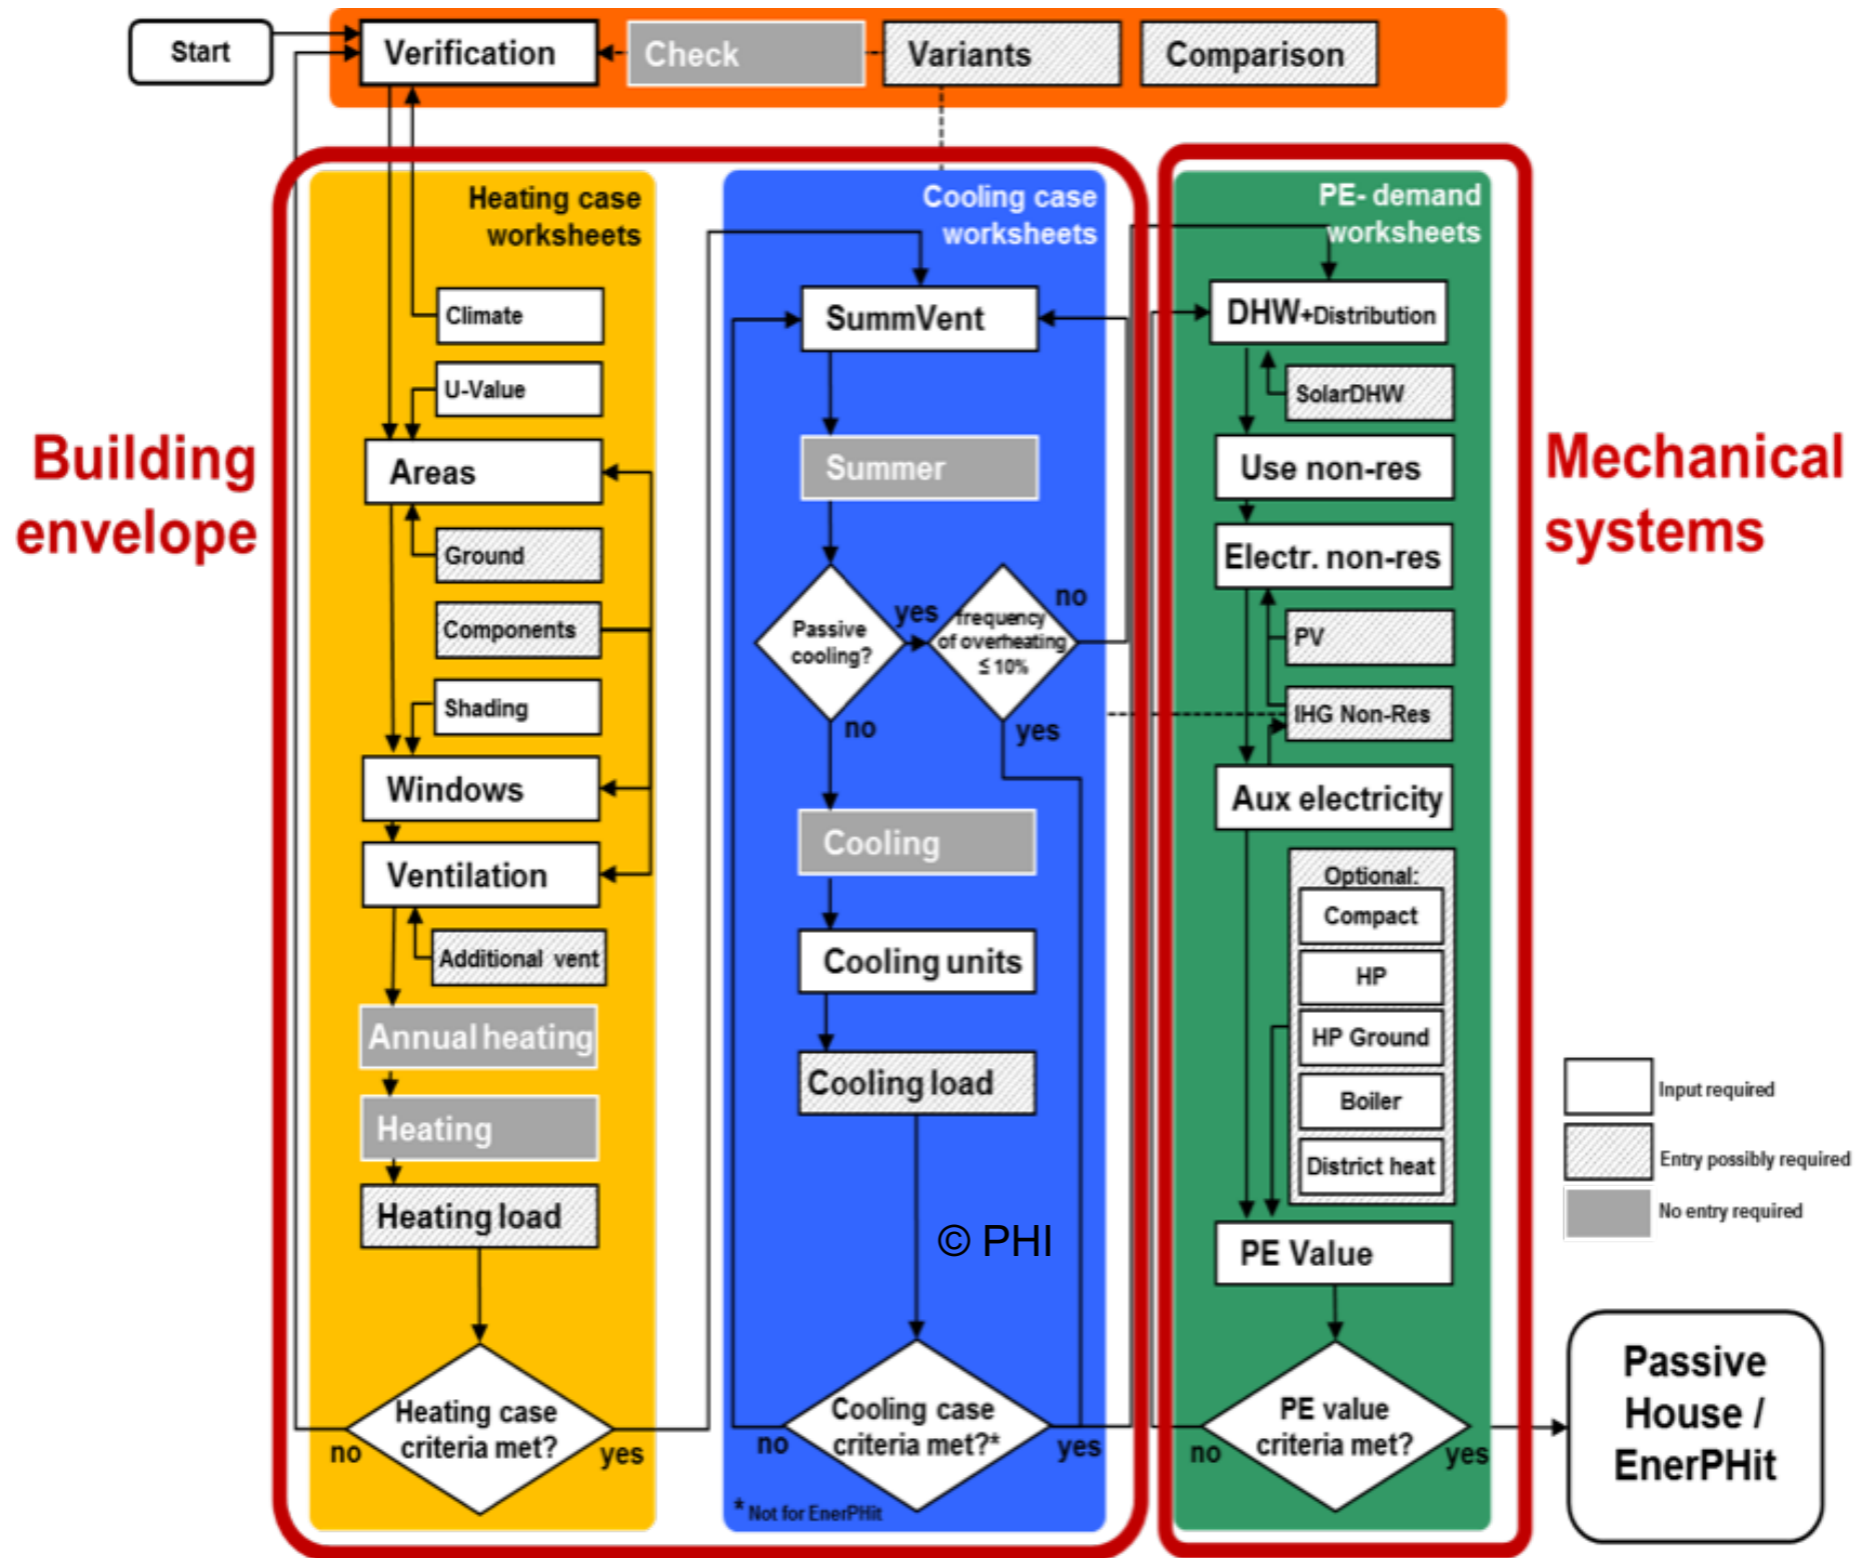 Start
Verification
Check
Variants
Comparison
Building
envelope
Heating case
worksheets
Climate
U-Value
Areas
Ground
Components
Shading
Windows
Ventilation
Additional vent
Annual heating
Heating
Heating load
Heating case
criteria met?
no
yes
Cooling case
worksheets
SummVent
Summer
Passive
cooling?
yes
no
frequency
of overheating
≤ 10%
no
yes
Cooling
Cooling units
Cooling load
© PHI
Cooling case
criteria met?*
no
yes
* Not for EnerPHit
PE- demand
worksheets
DHW+Distribution
SolarDHW
Use non-res
Electr. non-res
PV
IHG Non-Res
Aux electricity
Optional:
Compact
HP
HP Ground
Boiler
District heat
PE Value
PE value
criteria met?
no
yes
Mechanical
systems
Input required
Entry possibly required
No entry required
Passive
House /
EnerPHit